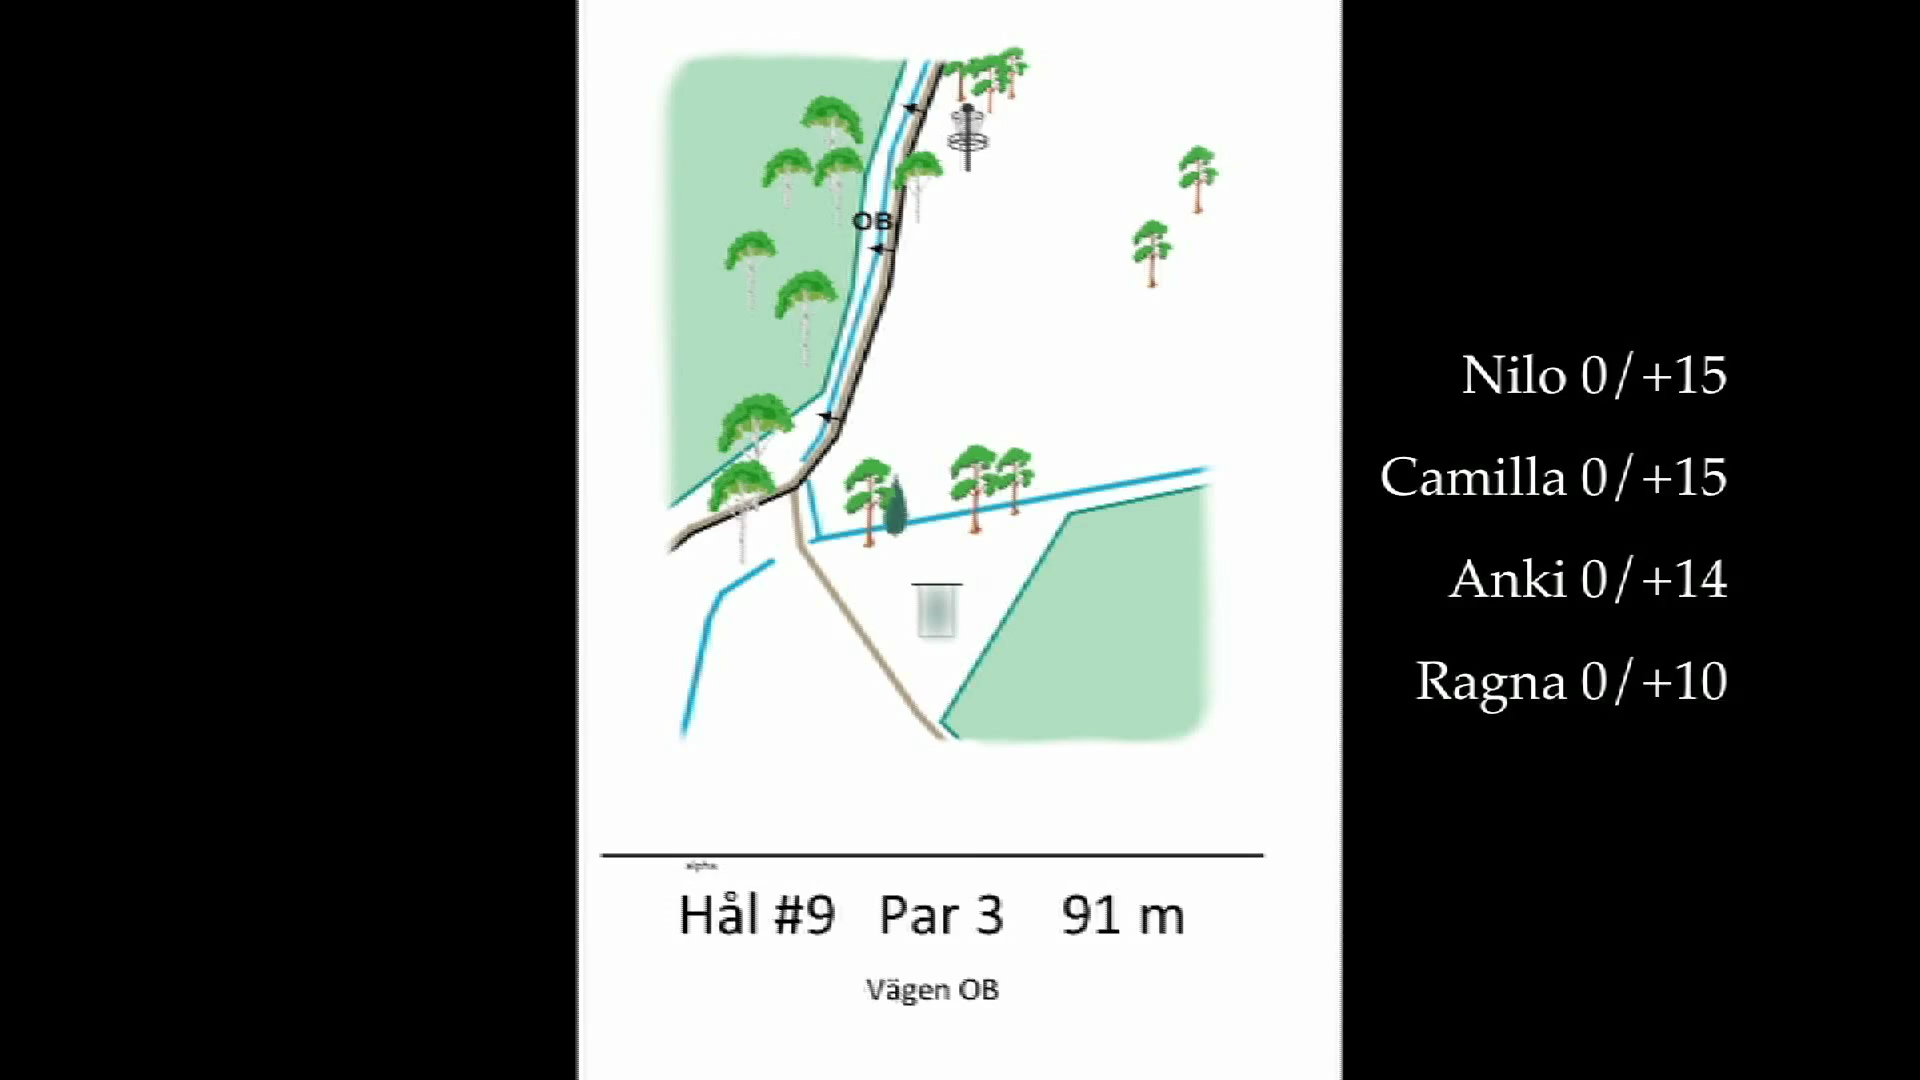 OB
Nilo 0/+15
Camilla 0/+15
Anki 0/+14
Ragna 0/+10
alpha
Hål #9 Par 3 91 m
Vägen OB